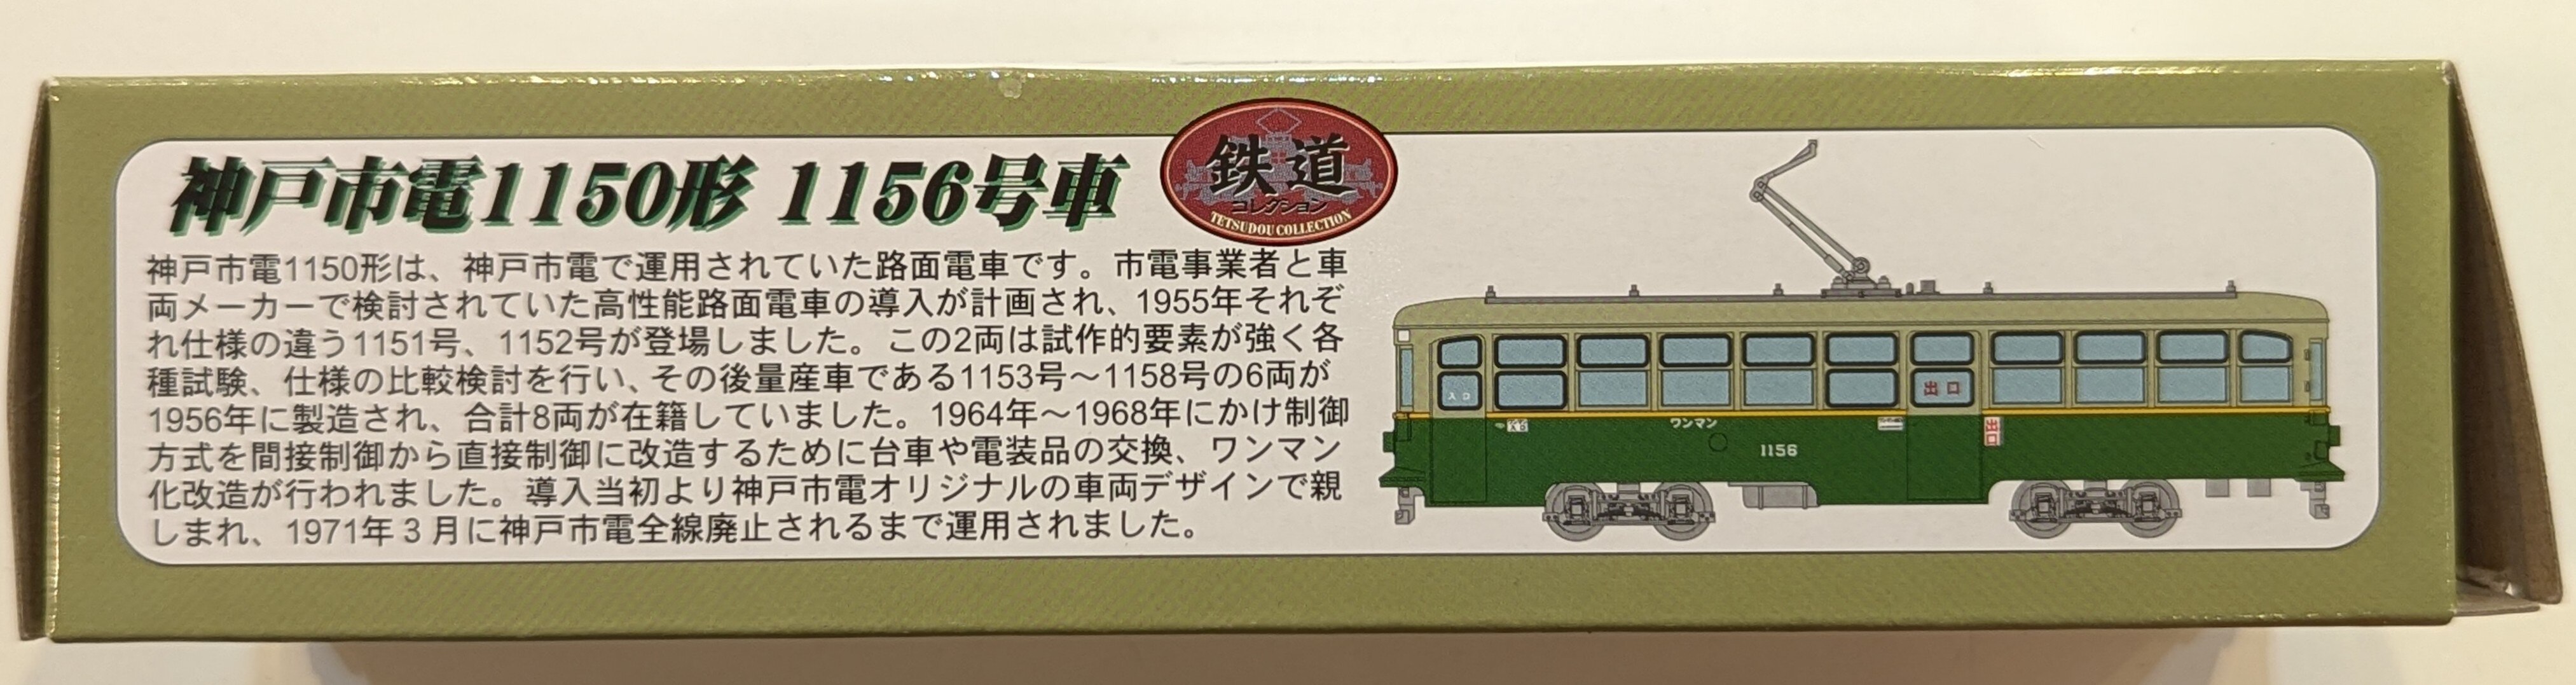 神戸市電1150形 1156号車
鉄道
コレクション
TETSUDOU COLLECTION
神戸市電1150形は、神戸市電で運用されていた路面電車です。市電事業者と車
両メーカーで検討されていた高性能路面電車の導入が計画され、1955年それぞ
れ仕様の違う1151号、1152号が登場しました。この2両は試作的要素が強く各
種試験、仕様の比較検討を行い、その後量産車である1153号～1158号の6両が
1956年に製造され、合計8両が在籍していました。1964年～1968年にかけ制御
方式を間接制御から直接制御に改造するために台車や電装品の交換、ワンマン
化改造が行われました。導入当初より神戸市電オリジナルの車両デザインで親
しまれ、1971年３月に神戸市電全線廃止されるまで運用されました。
入口
出口
ワンマン
出口
1156